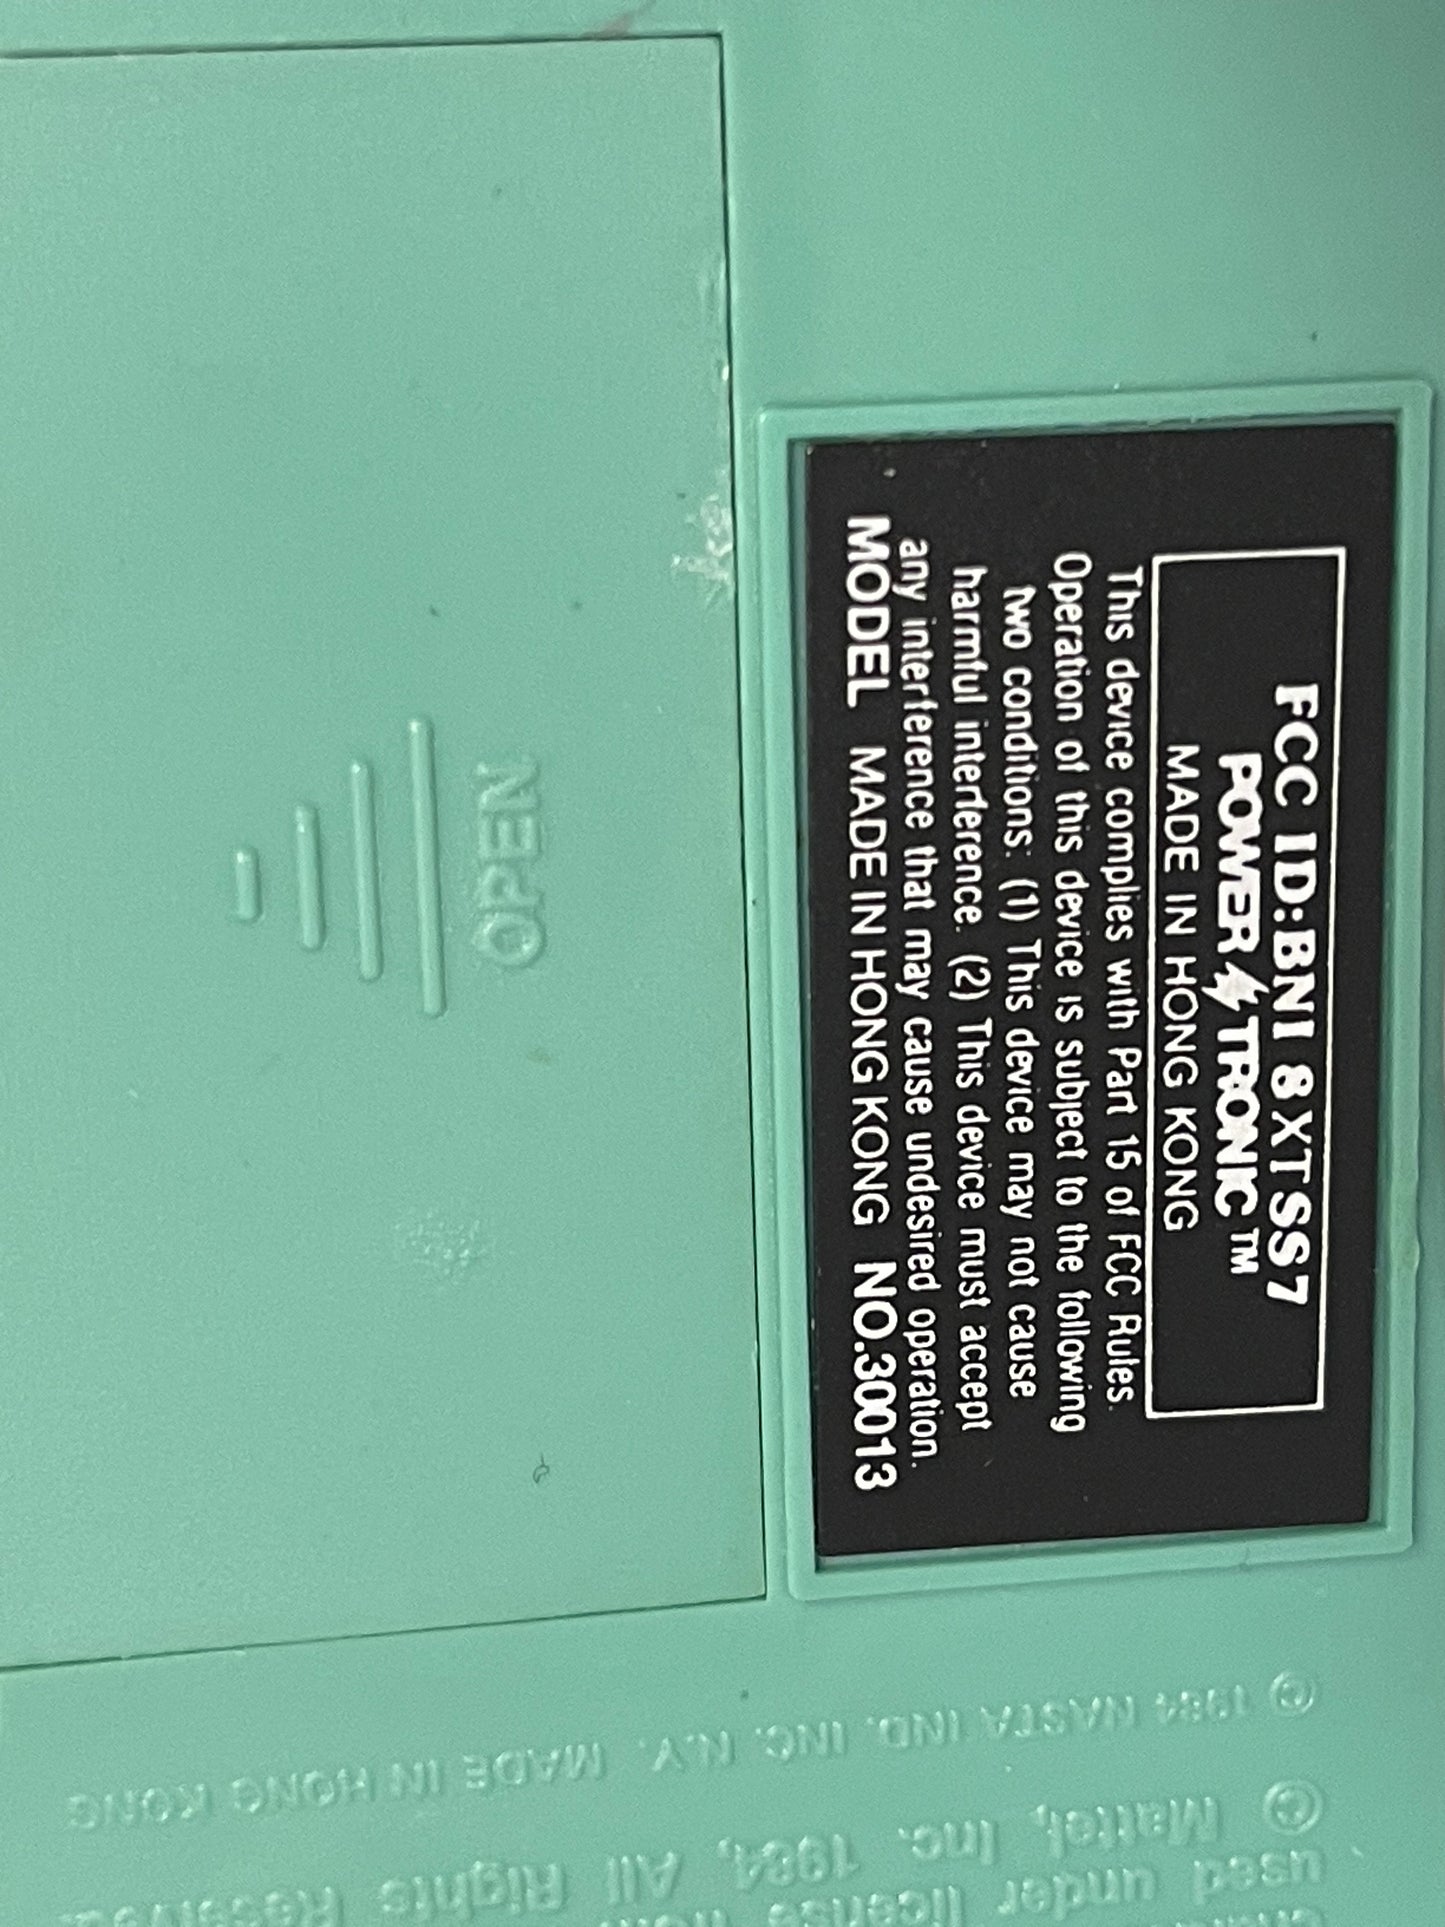 FCC ID:BNI 8XTSS7
POWER TRONIC™
MADE IN HONG KONG
This device complies with Part 15 of FCC Rules.
Operation of this device is subject to the following
two conditions: (1) This device may not cause
harmful interference. (2) This device must accept
any interference that may cause undesired operation.
MODEL MADE IN HONG KONG NO.30013
OPEN
© 1984 NASTA IND. INC. N.Y. MADE IN HONG KONG
© Mattel, Inc. 1984, All Rights Reserved.
used under license from